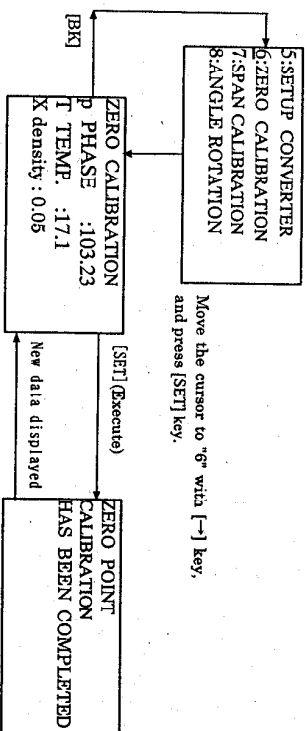 5:SETUP CONVERTER
6:ZERO CALIBRATION
7:SPAN CALIBRATION
8:ANGLE ROTATION
Move the cursor to "6" with [→] key,
and press [SET] key.
[BK]
ZERO CALIBRATION
p PHASE :103.23
T TEMP. :17.1
X density : 0.05
[SET](Execute)
New data displayed
ZERO POINT
CALIBRATION
HAS BEEN COMPLETED